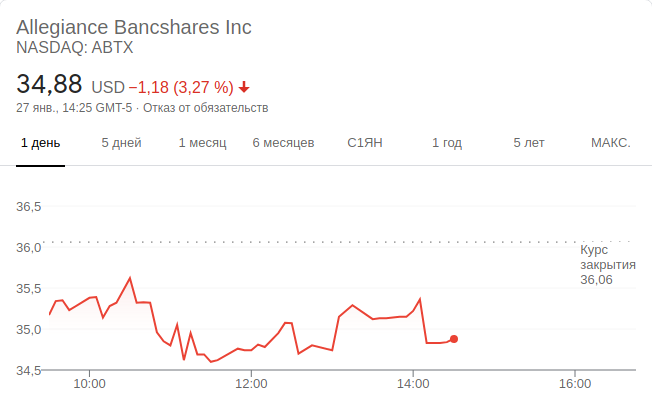 Allegiance Bancshares Inc
NASDAQ: ABTX
34,88 USD −1,18 (3,27 %)
27 янв., 14:25 GMT-5 · Отказ от обязательств
1 день 5 дней 1 месяц 6 месяцев С1ЯН 1 год 5 лет МАКС.
36,5
36,0
Курс
закрытия
36,06
35,5
35,0
34,5
10:00 12:00 14:00 16:00